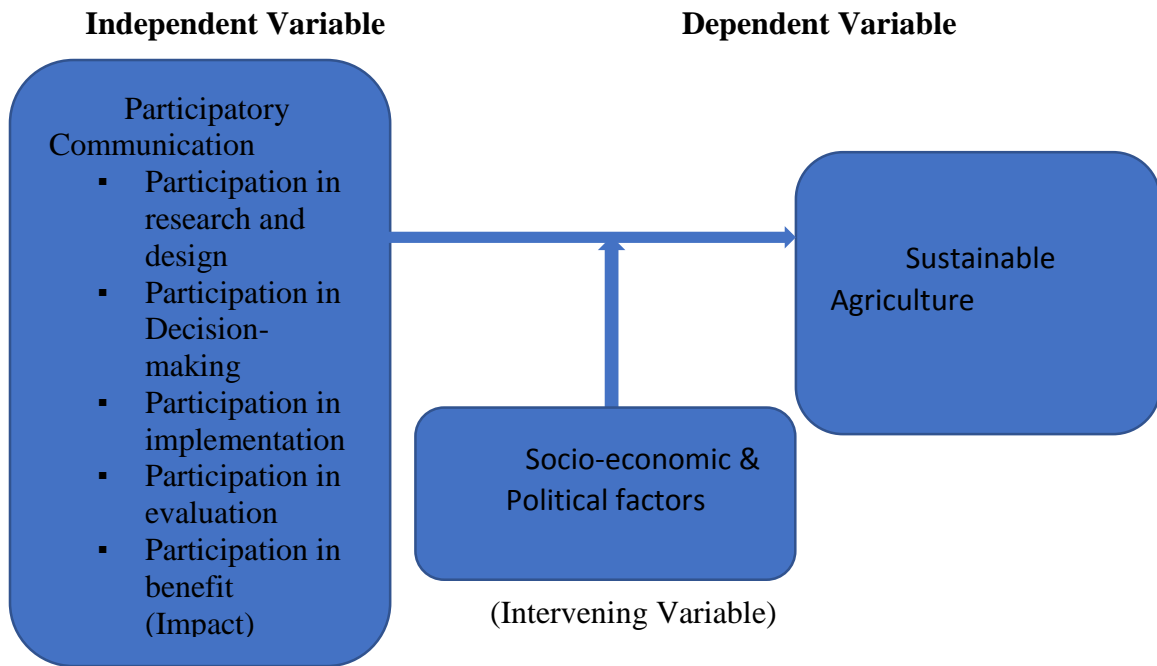 Independent Variable
Dependent Variable
Participatory
Communication
▪ Participation in
research and
design
▪ Participation in
Decision-
making
▪ Participation in
implementation
▪ Participation in
evaluation
▪ Participation in
benefit
(Impact)
Sustainable
Agriculture
Socio-economic &
Political factors
(Intervening Variable)